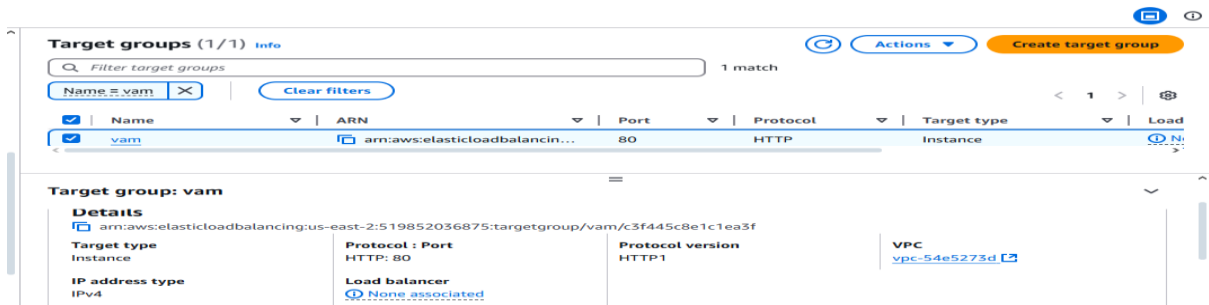 Target groups (1/1) Info
Actions Create target group
Filter target groups 1 match
Name = vam Clear filters
< 1 >
Name ARN Port Protocol Target type Load
vam arn:aws:elasticloadbalancin... 80 HTTP Instance
Target group: vam
Details
arn:aws:elasticloadbalancing:us-east-2:519852036875:targetgroup/vam/c3f445c8e1c1ea3f
Target type Protocol : Port Protocol version VPC
Instance HTTP: 80 HTTP1 vpc-54e5273d
IP address type Load balancer
IPv4 None associated